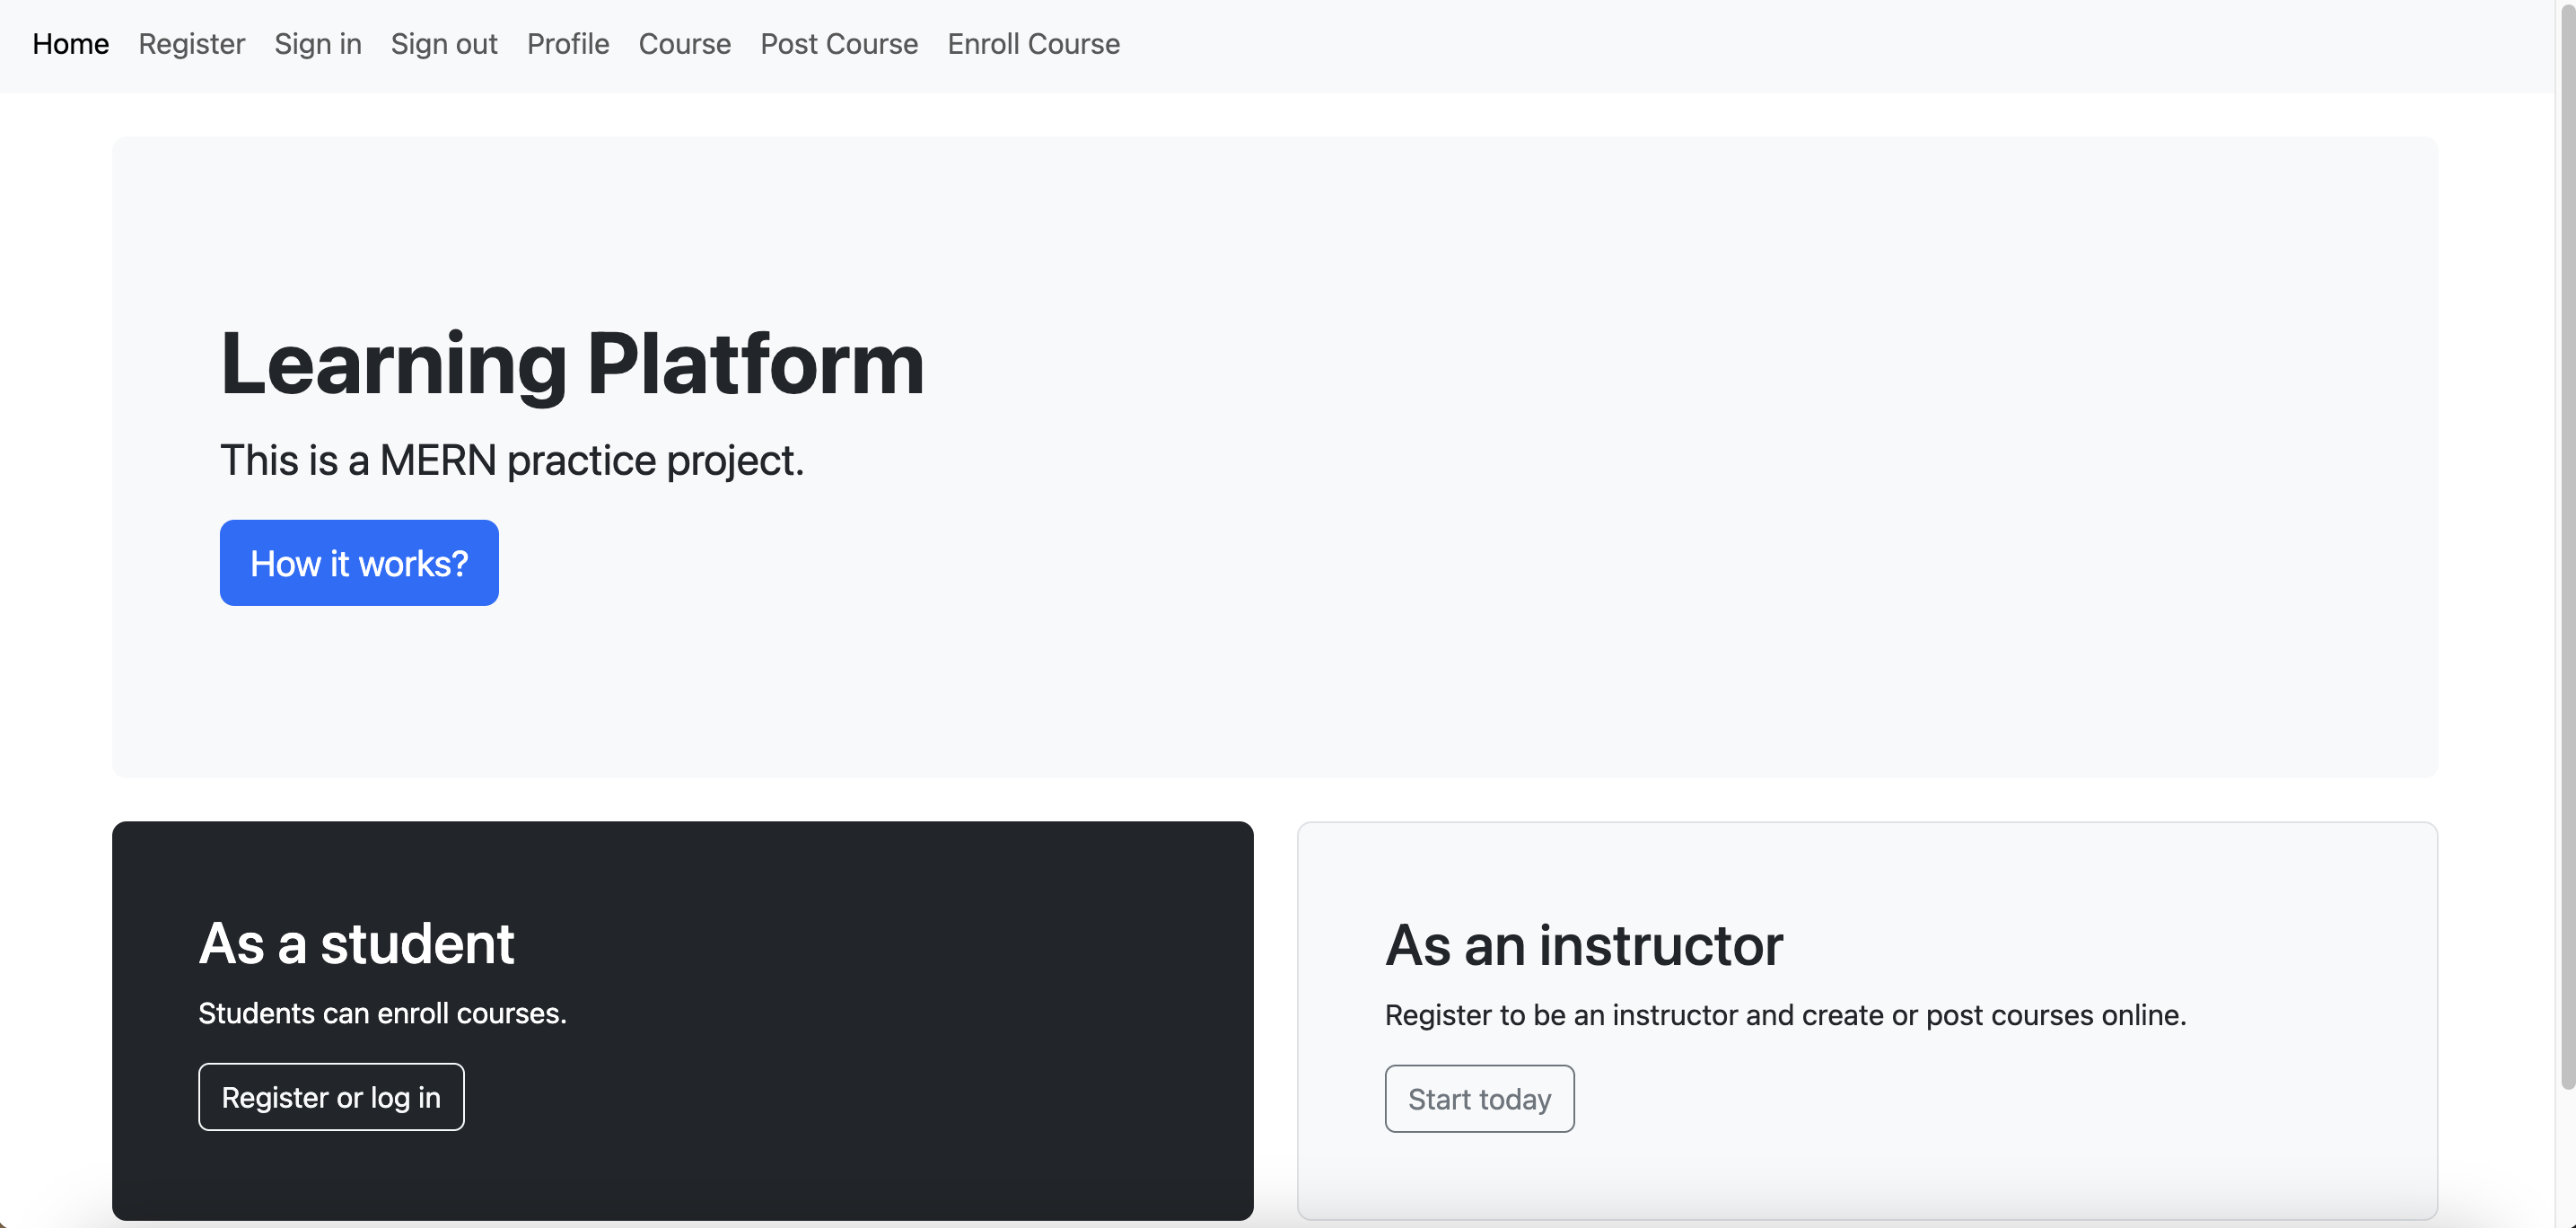 Home Register Sign in Sign out Profile Course Post Course Enroll Course
Learning Platform
This is a MERN practice project.
How it works?
As a student
Students can enroll courses.
Register or log in
As an instructor
Register to be an instructor and create or post courses online.
Start today